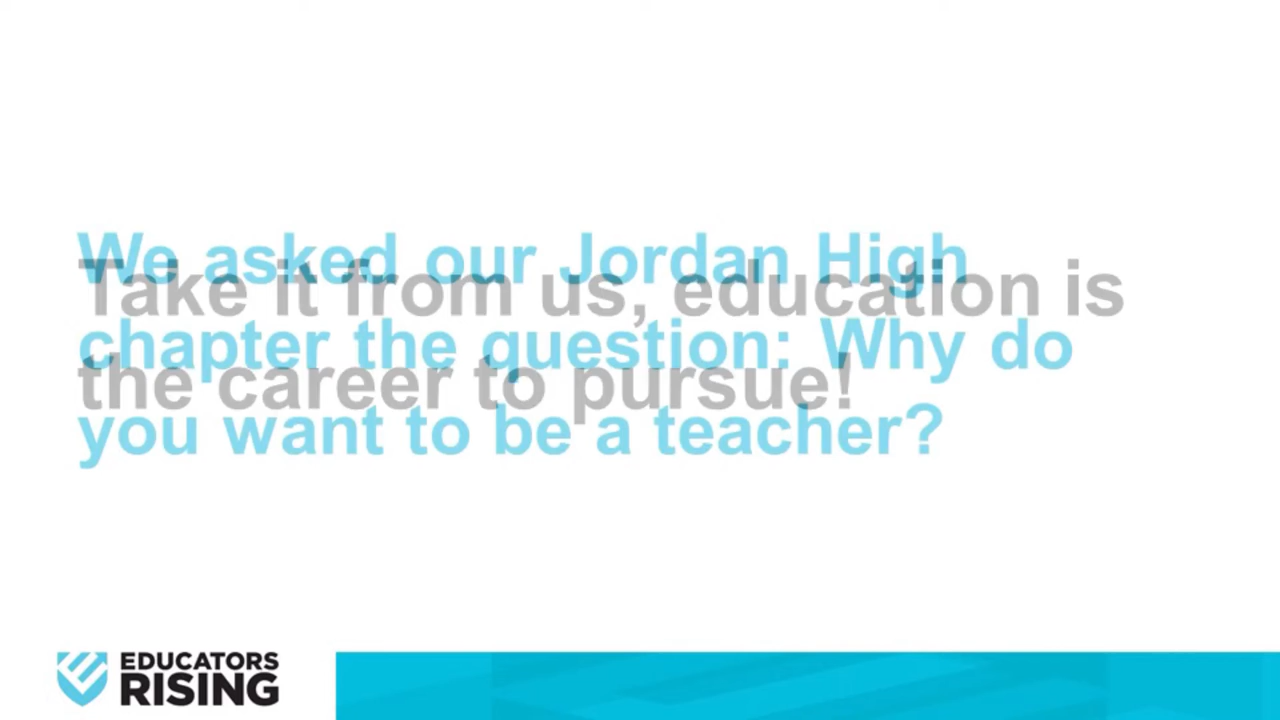 We asked our Jordan High
chapter the question: Why do
you want to be a teacher?
Take it from us, education is
the career to pursue!
EDUCATORS
RISING